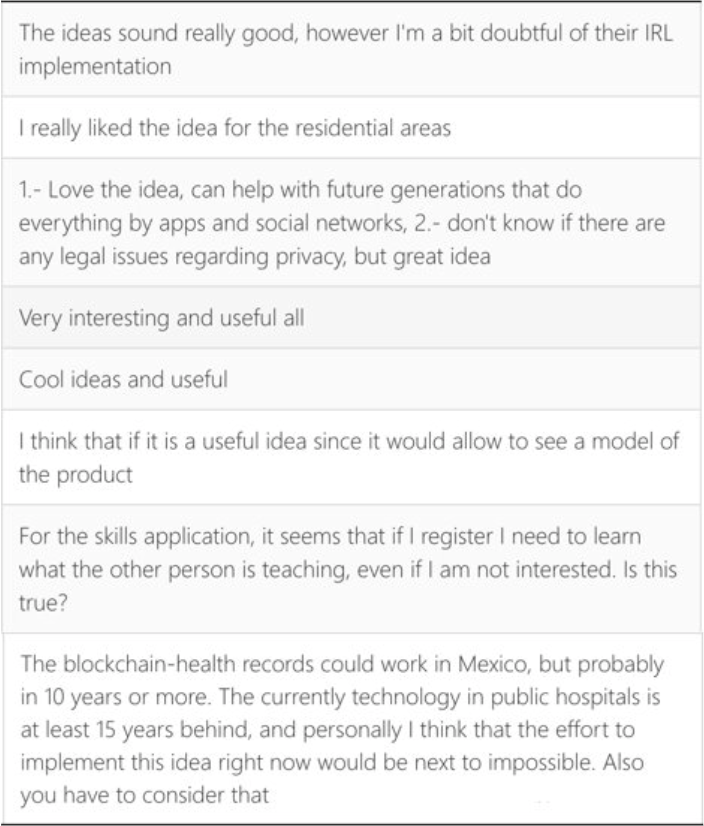 The ideas sound really good, however I'm a bit doubtful of their IRL
implementation
I really liked the idea for the residential areas
1.- Love the idea, can help with future generations that do
everything by apps and social networks, 2.- don't know if there are
any legal issues regarding privacy, but great idea
Very interesting and useful all
Cool ideas and useful
I think that if it is a useful idea since it would allow to see a model of
the product
For the skills application, it seems that if I register I need to learn
what the other person is teaching, even if I am not interested. Is this
true?
The blockchain-health records could work in Mexico, but probably
in 10 years or more. The currently technology in public hospitals is
at least 15 years behind, and personally I think that the effort to
implement this idea right now would be next to impossible. Also
you have to consider that